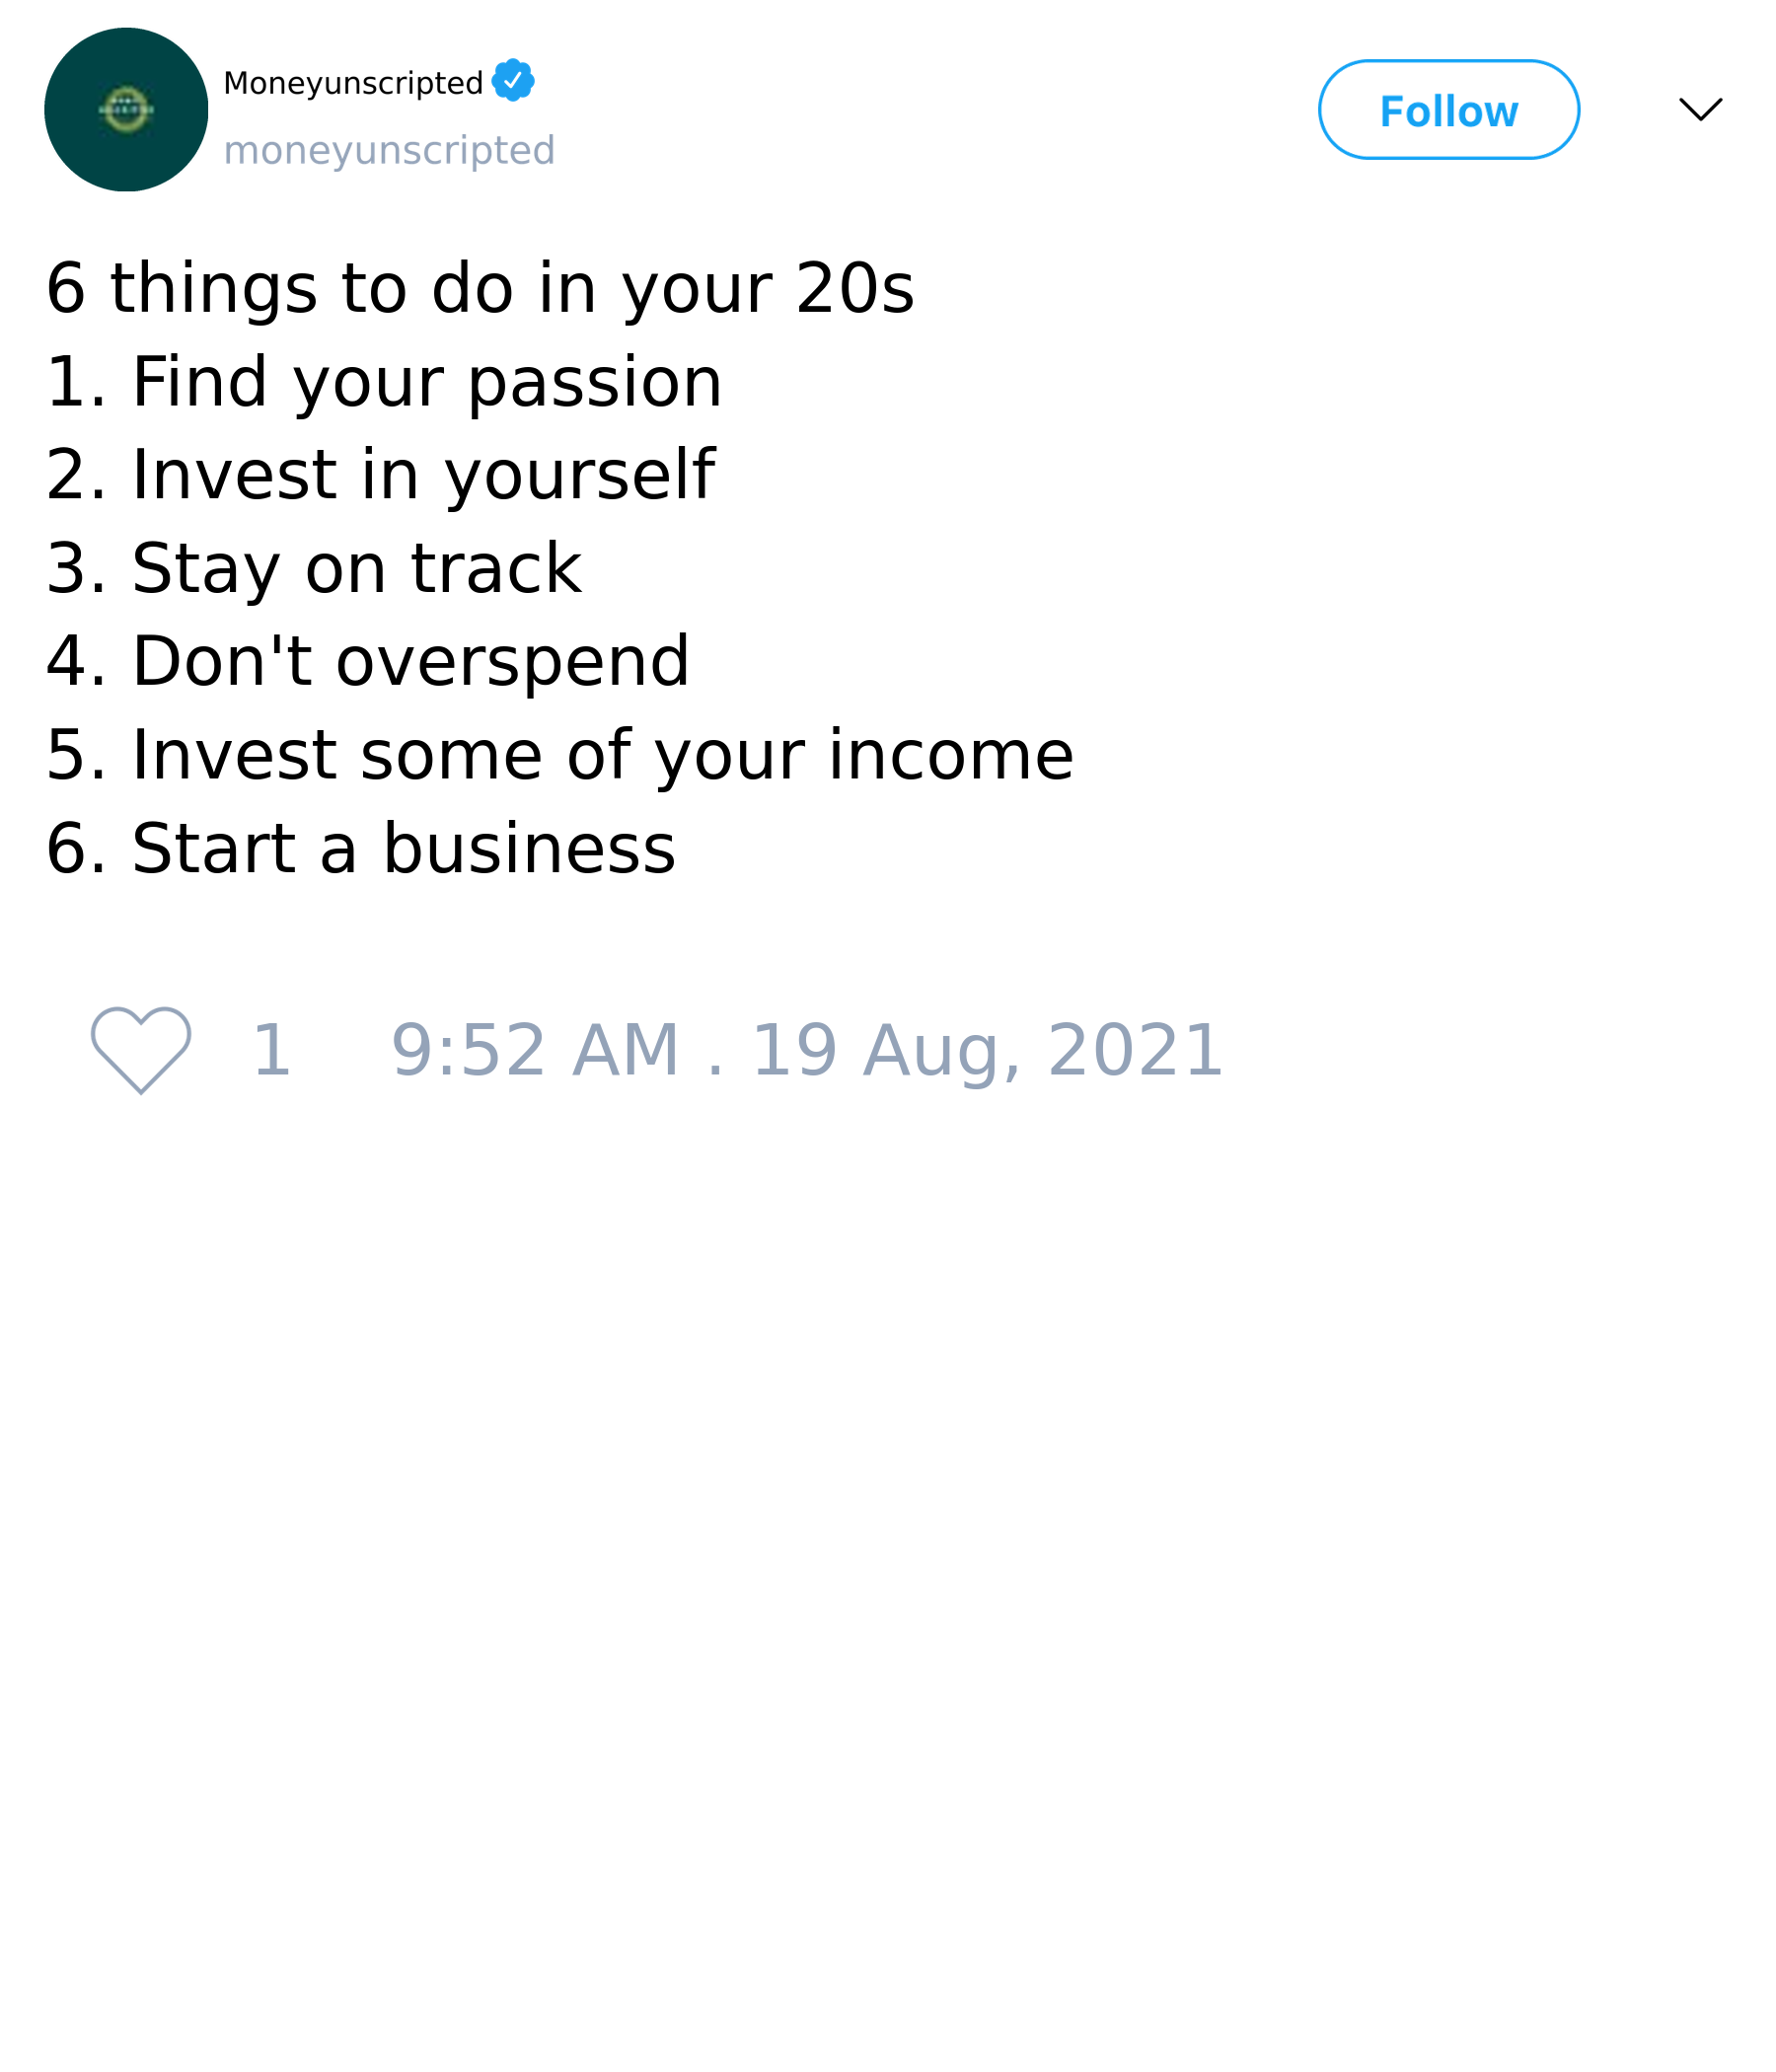 Moneyunscripted
moneyunscripted
Follow
6 things to do in your 20s
1. Find your passion
2. Invest in yourself
3. Stay on track
4. Don't overspend
5. Invest some of your income
6. Start a business
1 9:52 AM . 19 Aug, 2021